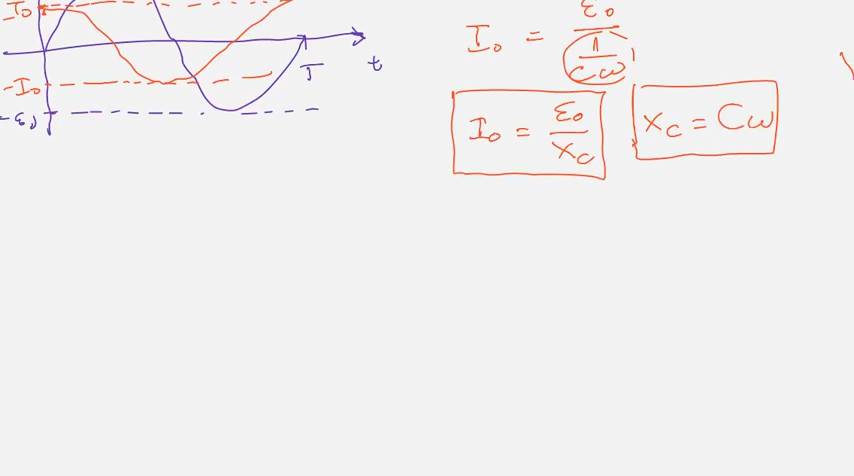 I₀
-I₀
-ε₀
T
t
I₀ = ε₀ / (1 / Cω)
I₀ = ε₀ / X_C
X_C = Cω